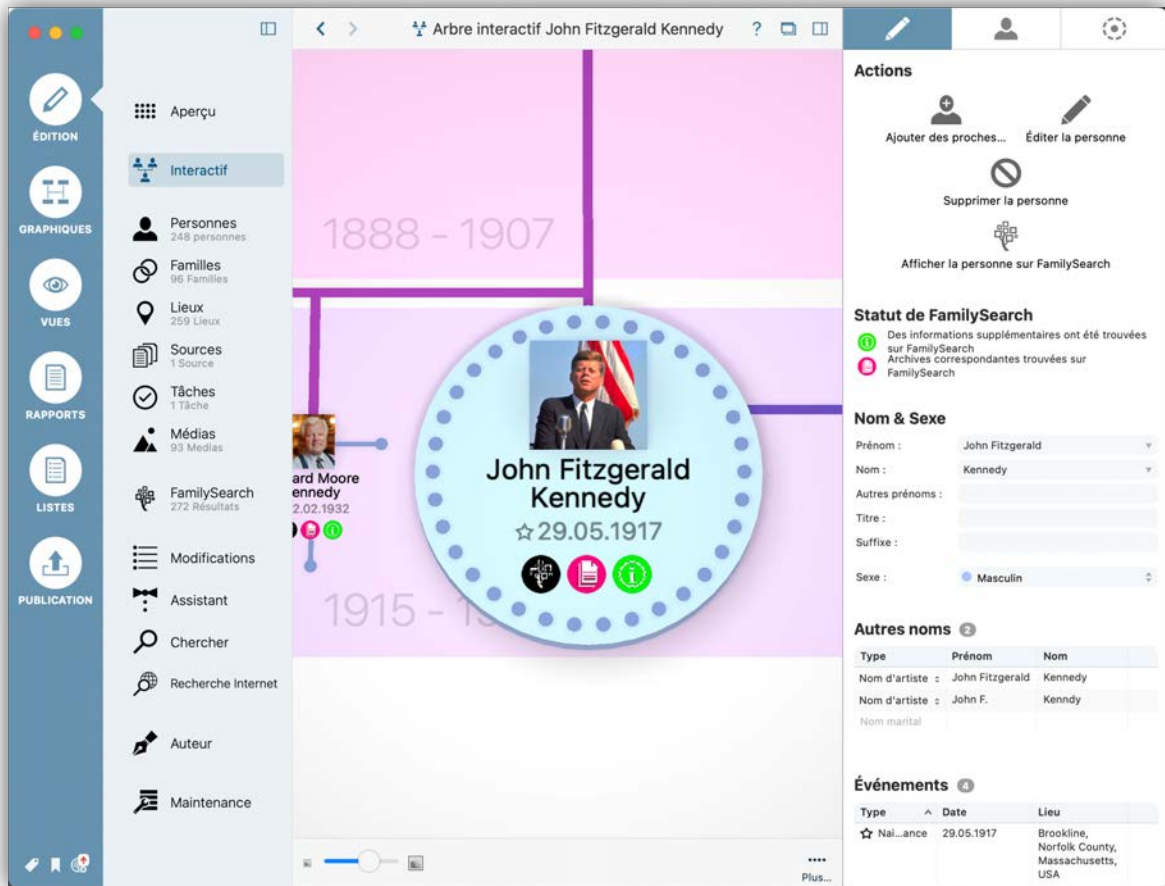 Arbre interactif John Fitzgerald Kennedy
?
ÉDITION
GRAPHIQUES
VUES
RAPPORTS
LISTES
PUBLICATION
Aperçu
Interactif
Personnes
248 personnes
Familles
96 Familles
Lieux
259 Lieux
Sources
1 Source
Tâches
1 Tâche
Médias
93 Medias
FamilySearch
272 Résultats
Modifications
Assistant
Chercher
Recherche Internet
Auteur
Maintenance
1888 - 1907
John Fitzgerald
Kennedy
29.05.1917
ard Moore
ennedy
2.02.1932
1915 - 1
Plus...
Actions
Ajouter des proches...
Éditer la personne
Supprimer la personne
Afficher la personne sur FamilySearch
Statut de FamilySearch
Des informations supplémentaires ont été trouvées
sur FamilySearch
Archives correspondantes trouvées sur
FamilySearch
Nom & Sexe
Prénom : John Fitzgerald
Nom : Kennedy
Autres prénoms :
Titre :
Suffixe :
Sexe : Masculin
Autres noms 2
Type Prénom Nom
Nom d'artiste John Fitzgerald Kennedy
Nom d'artiste John F. Kenndy
Nom marital
Événements 4
Type Date Lieu
Nai...ance 29.05.1917 Brookline,
Norfolk County,
Massachusetts,
USA